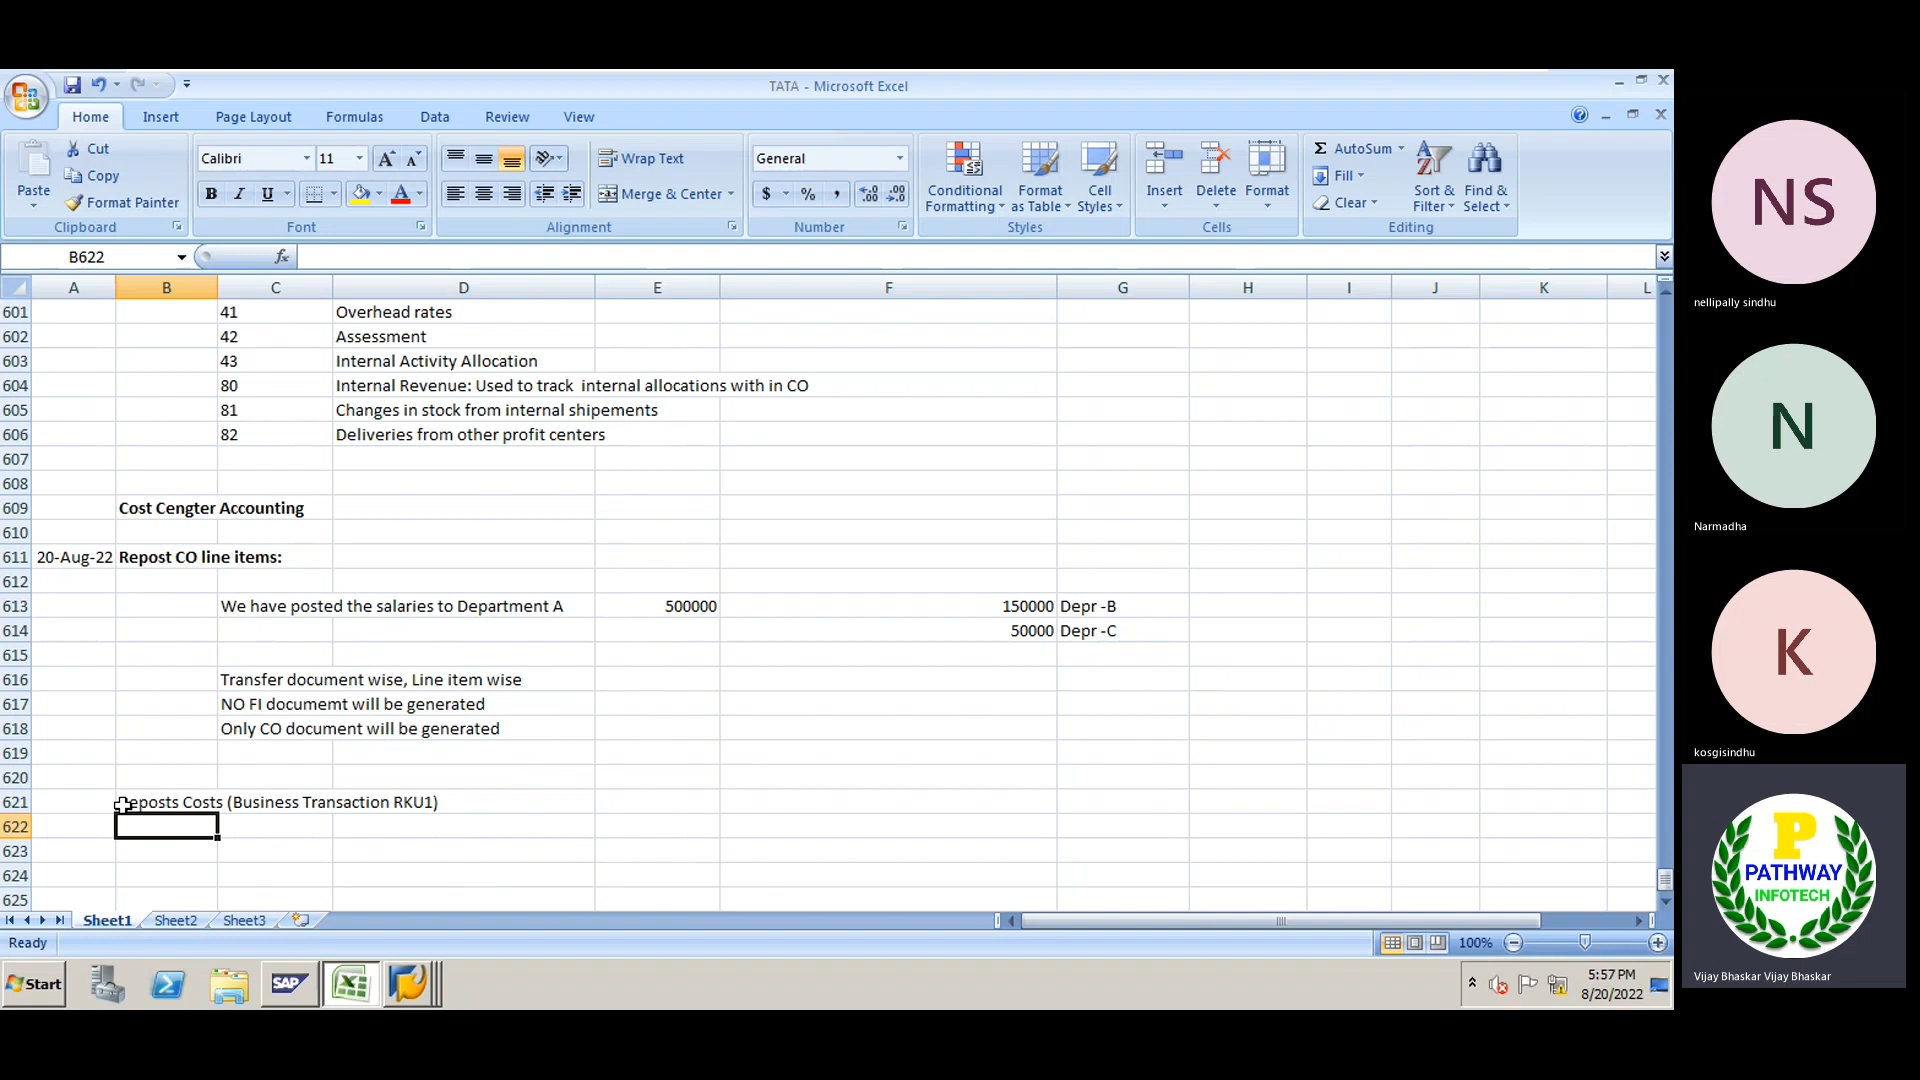 TATA - Microsoft Excel
Home Insert Page Layout Formulas Data Review View
Paste Cut Copy Format Painter
Clipboard
Calibri 11 A A
B I U A
Font
Wrap Text
Merge & Center
Alignment
General
$ % ,
Number
Conditional Formatting Format as Table Cell Styles
Styles
Insert Delete Format
Cells
Σ AutoSum
Fill
Clear
Sort & Filter Find & Select
Editing
B622 fx
A B C D E F G H I J K L
601 41 Overhead rates
602 42 Assessment
603 43 Internal Activity Allocation
604 80 Internal Revenue: Used to track internal allocations with in CO
605 81 Changes in stock from internal shipements
606 82 Deliveries from other profit centers
607
608
609 Cost Cengter Accounting
610
611 20-Aug-22 Repost CO line items:
612
613 We have posted the salaries to Department A 500000 150000 Depr -B
614 50000 Depr -C
615
616 Transfer document wise, Line item wise
617 NO FI documemt will be generated
618 Only CO document will be generated
619
620
621 Reposts Costs (Business Transaction RKU1)
622
623
624
625
Sheet1 Sheet2 Sheet3
Ready 100%
Start SAP
5:57 PM
8/20/2022
NS
nellipally sindhu
N
Narmadha
K
kosgisindhu
P
PATHWAY
INFOTECH
Vijay Bhaskar Vijay Bhaskar